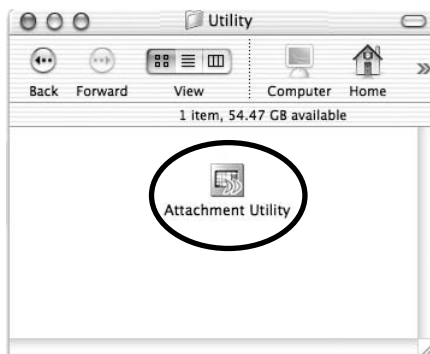 Utility
Back Forward View Computer Home
1 item, 54.47 GB available
Attachment Utility